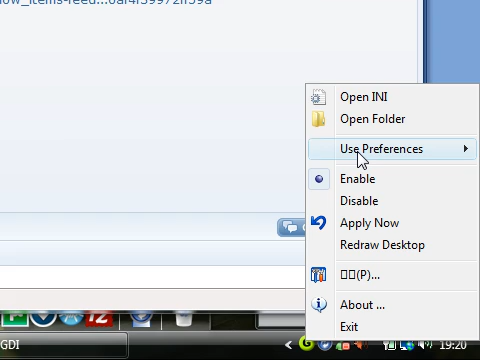 Open INI
Open Folder
Use Preferences
Enable
Disable
Apply Now
Redraw Desktop
□□(P)...
About ...
Exit
GDI
19:20